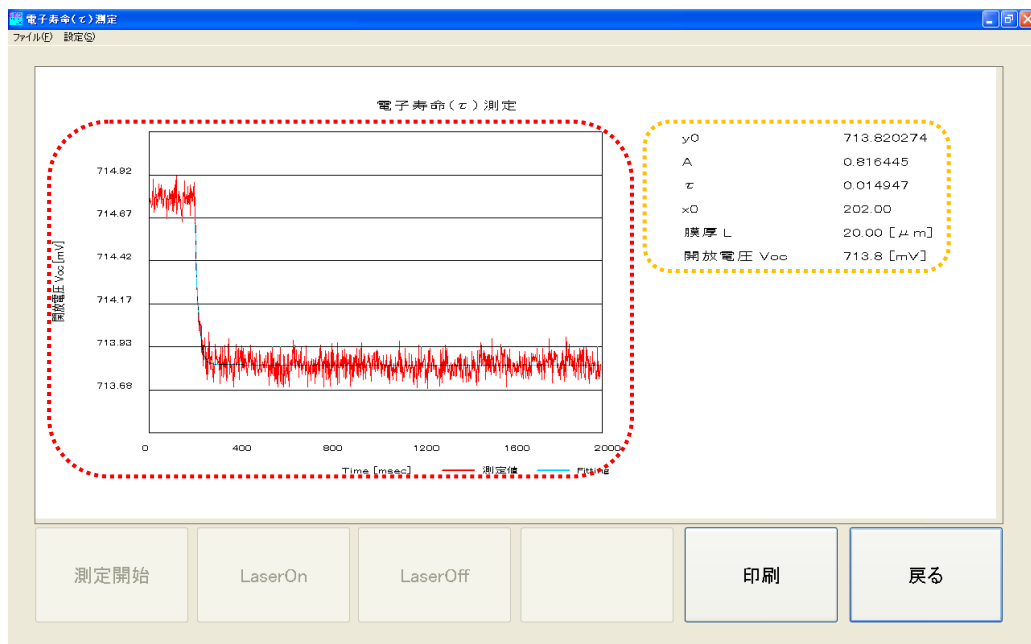 電子寿命(τ)測定
ファイル(F) 設定(S)
電子寿命(τ)測定
y0 713.820274
A 0.816445
τ 0.014947
x0 202.00
膜厚 L 20.00 [μm]
開放電圧 Voc 713.8 [mV]
開放電圧 Voc [mV]
714.92
714.67
714.42
714.17
713.93
713.68
0 400 800 1200 1600 2000
Time [msec] 測定値 Fitting
測定開始 LaserOn LaserOff 印刷 戻る